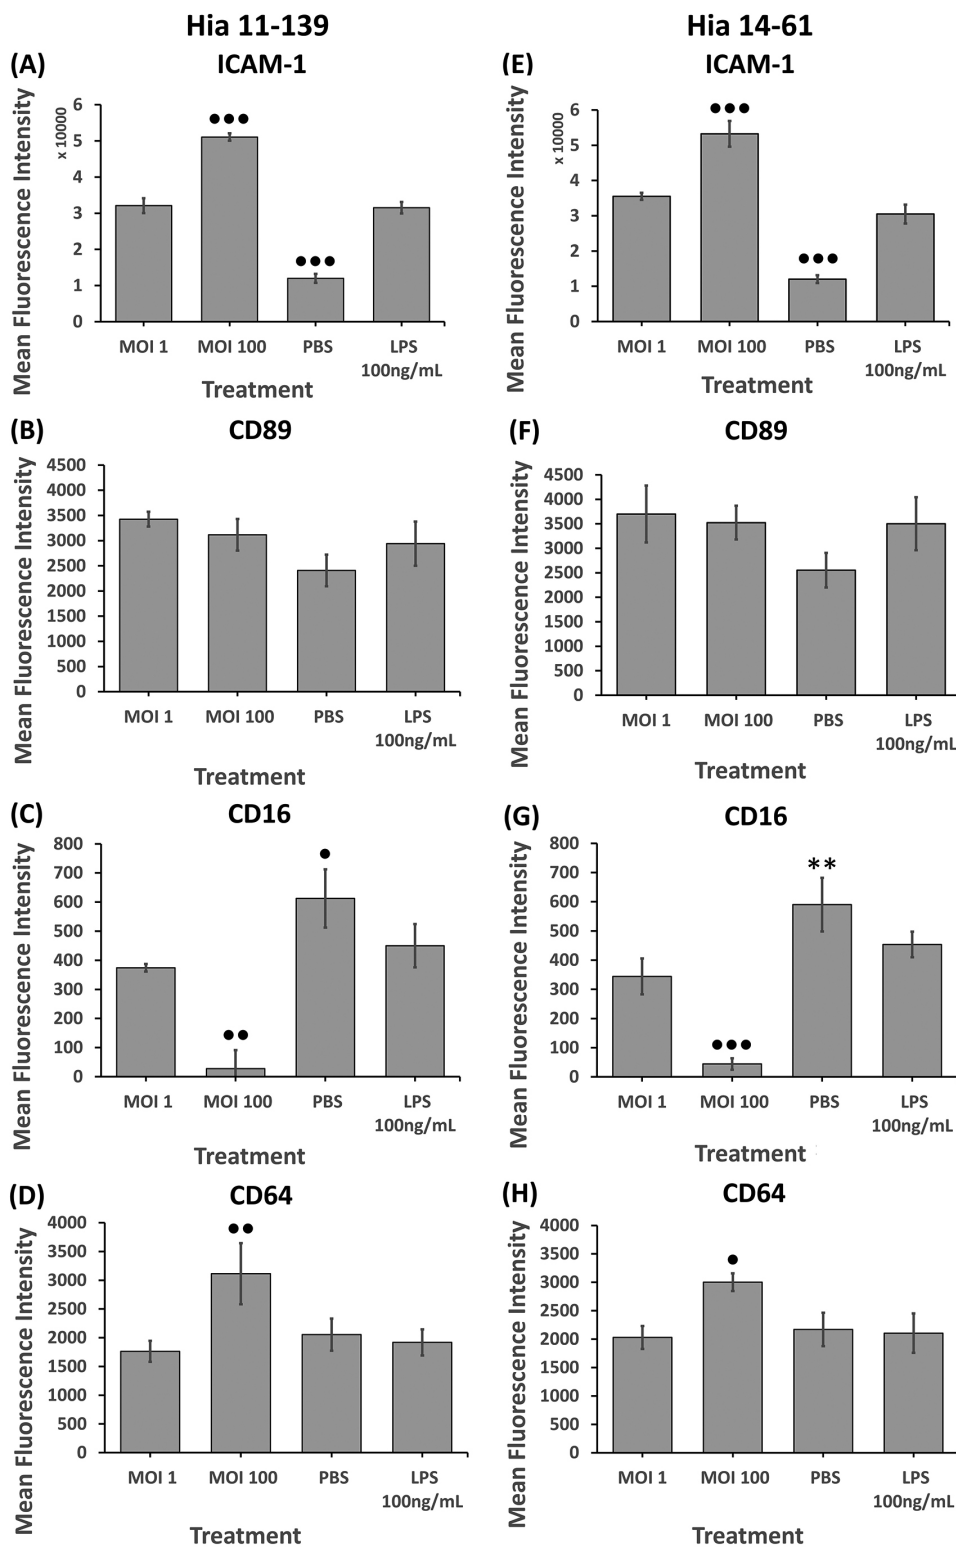 Hia 11-139
Hia 14-61
(A)
ICAM-1
Mean Fluorescence Intensity
x 10000
6
5
4
3
2
1
0
●●●
●●●
MOI 1 MOI 100 PBS LPS
100ng/mL
Treatment
(E)
ICAM-1
Mean Fluorescence Intensity
x 10000
6
5
4
3
2
1
0
●●●
●●●
MOI 1 MOI 100 PBS LPS
100ng/mL
Treatment
(B)
CD89
Mean Fluorescence Intensity
4500
4000
3500
3000
2500
2000
1500
1000
500
0
MOI 1 MOI 100 PBS LPS
100ng/mL
Treatment
(F)
CD89
Mean Fluorescence Intensity
4500
4000
3500
3000
2500
2000
1500
1000
500
0
MOI 1 MOI 100 PBS LPS
100ng/mL
Treatment
(C)
CD16
Mean Fluorescence Intensity
800
700
600
500
400
300
200
100
0
●
●●
MOI 1 MOI 100 PBS LPS
100ng/mL
Treatment
(G)
CD16
Mean Fluorescence Intensity
800
700
600
500
400
300
200
100
0
**
●●●
MOI 1 MOI 100 PBS LPS
100ng/mL
Treatment
(D)
CD64
Mean Fluorescence Intensity
4000
3500
3000
2500
2000
1500
1000
500
0
●●
MOI 1 MOI 100 PBS LPS
100ng/mL
Treatment
(H)
CD64
Mean Fluorescence Intensity
4000
3500
3000
2500
2000
1500
1000
500
0
●
MOI 1 MOI 100 PBS LPS
100ng/mL
Treatment